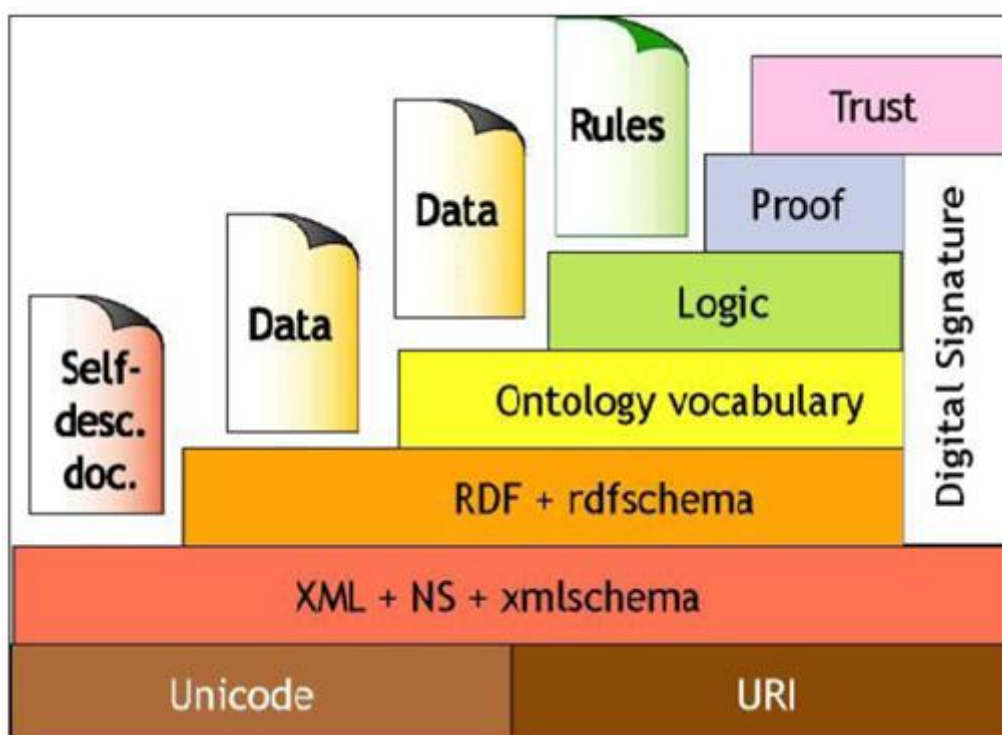 Rules
Trust
Data
Proof
Data
Logic
Self-
desc.
doc.
Ontology vocabulary
Digital Signature
RDF + rdfschema
XML + NS + xmlschema
Unicode
URI